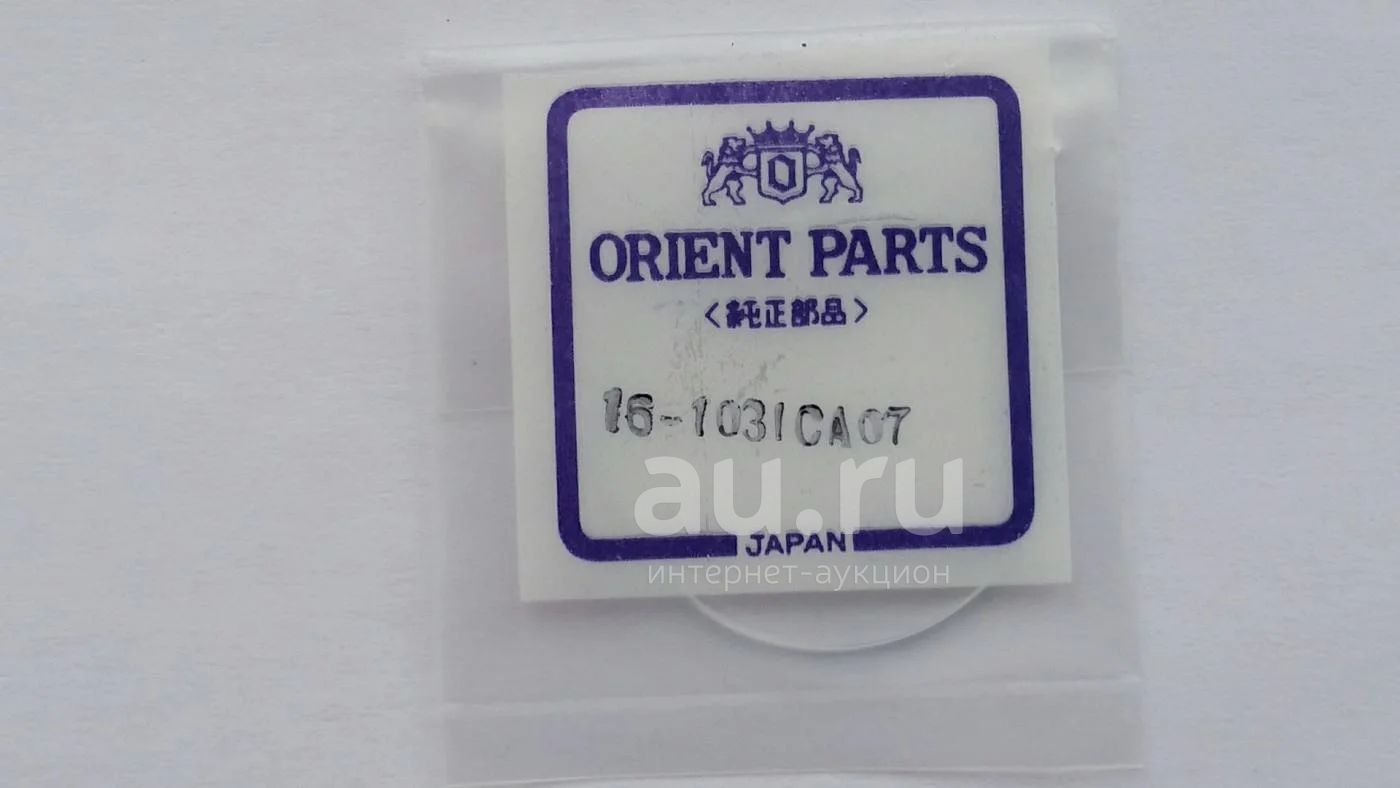 O
ORIENT PARTS
<純正部品>
16-1031CA07
au.ru
JAPAN
интернет-аукцион